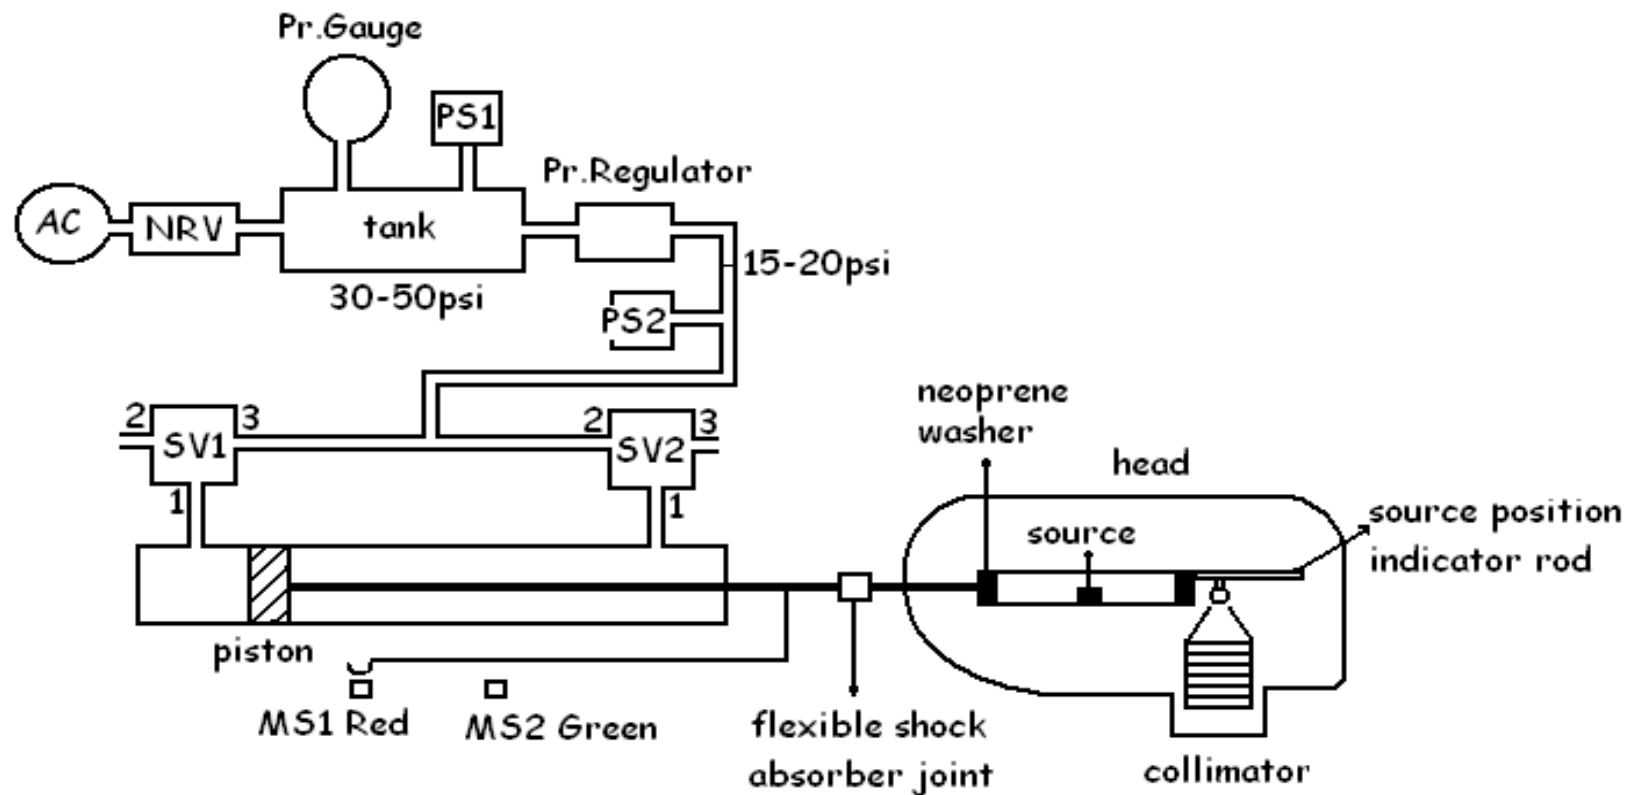 Pr.Gauge
PS1
Pr.Regulator
AC
NRV
tank
15-20psi
30-50psi
PS2
neoprene
washer
2
3
SV1
2
3
SV2
head
1
1
source
source position
indicator rod
piston
MS1 Red
MS2 Green
flexible shock
absorber joint
collimator